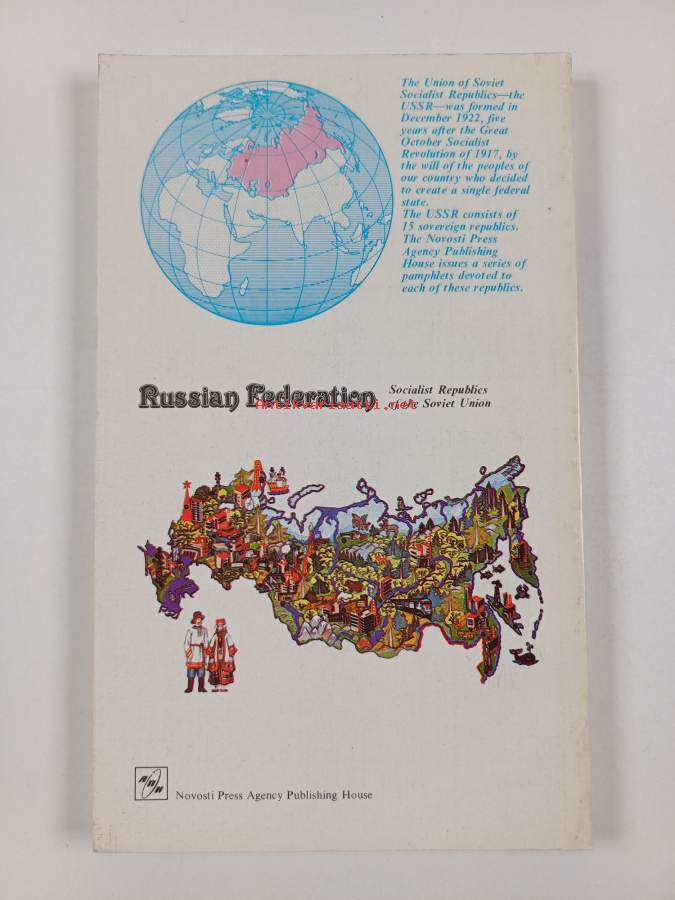 The Union of Soviet
Socialist Republics—the
USSR—was formed in
December 1922, five
years after the Great
October Socialist
Revolution of 1917, by
the will of the peoples of
our country who decided
to create a single federal
state.
The USSR consists of
15 sovereign republics.
The Novosti Press
Agency Publishing
House issues a series of
pamphlets devoted to
each of these republics.
Russian Federation
Socialist Republics
of the Soviet Union
antikvariaatti.net
АПН
Novosti Press Agency Publishing House